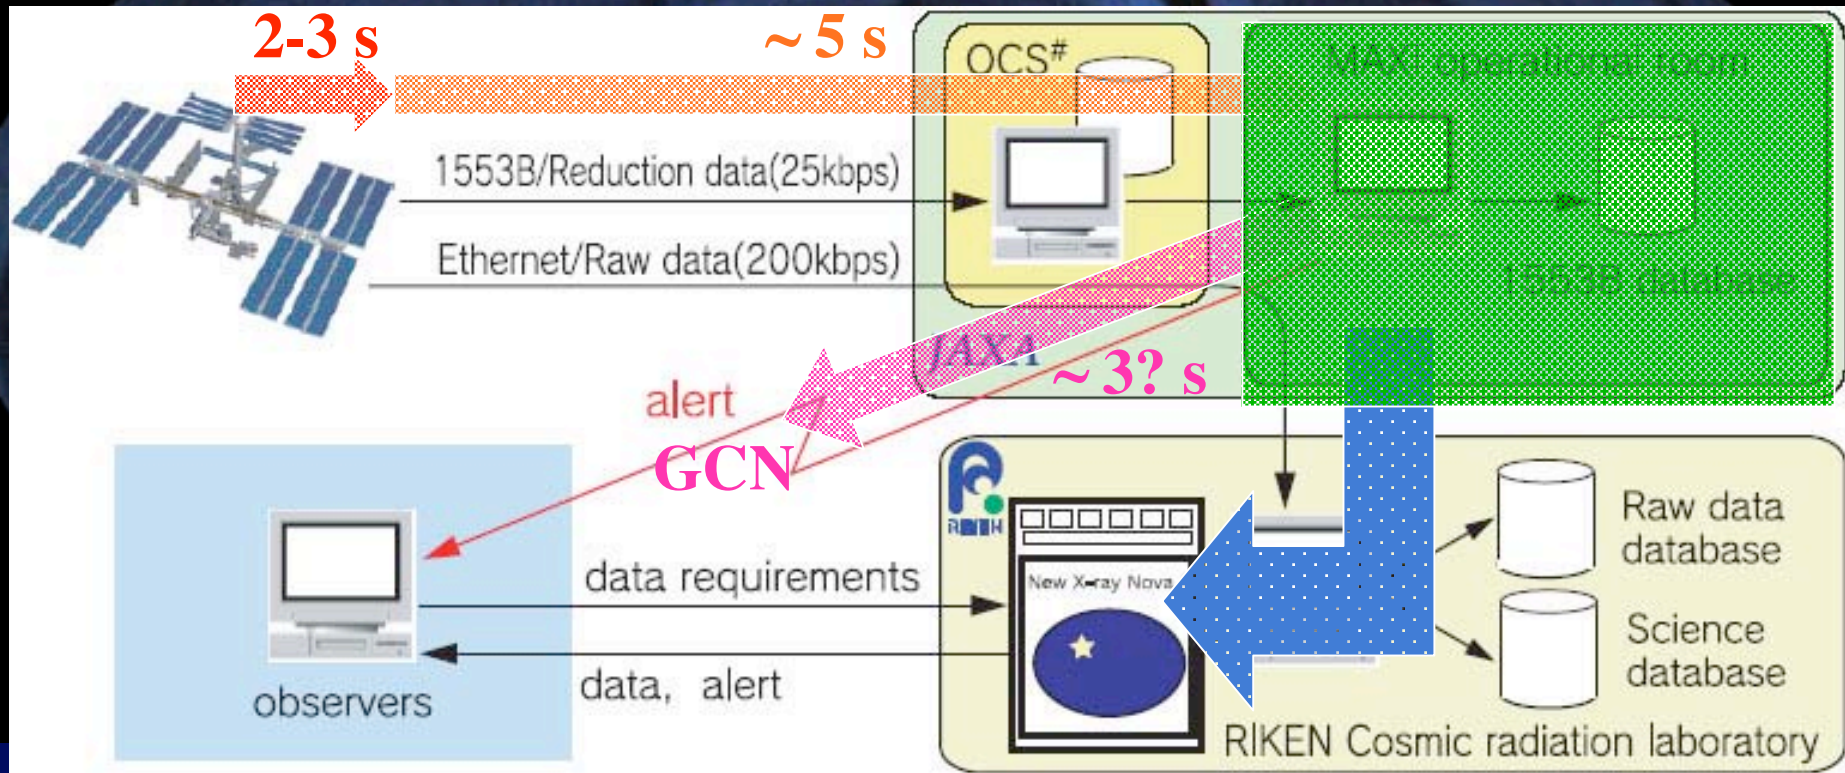 2-3 s
~ 5 s
OCS#
MAXI operational room
1553B/Reduction data(25kbps)
Ethernet/Raw data(200kbps)
1553B database
JAXA
~ 3? s
alert
GCN
RIKEN
New X-ray Nova
Raw data
database
data requirements
Science
database
data, alert
observers
RIKEN Cosmic radiation laboratory